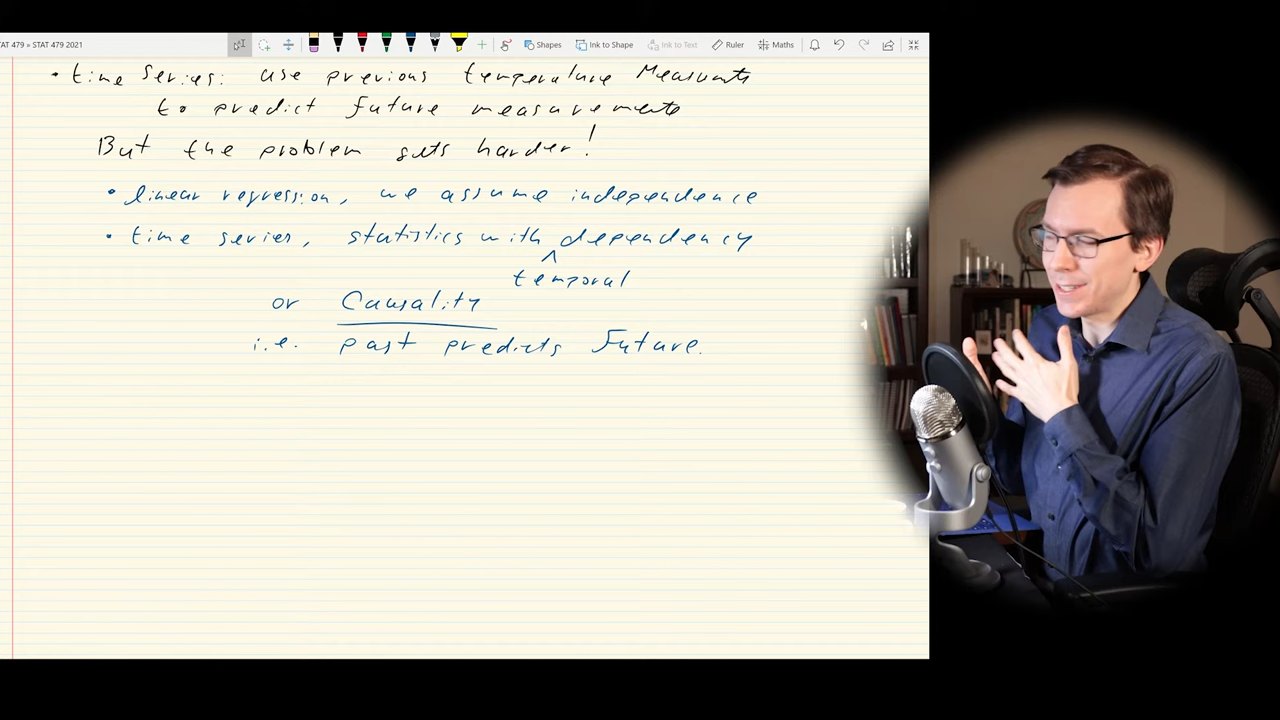 AT 479 » STAT 479 2021
Shapes Ink to Shape Ink to Text Ruler Maths
• time series: use previous temperature Measurmts
to predict future measurements
But the problem gets harder!
• linear regression, we assume independence
• time series, statistics with dependency
^
temporal
or Causality
i.e. past predicts future.